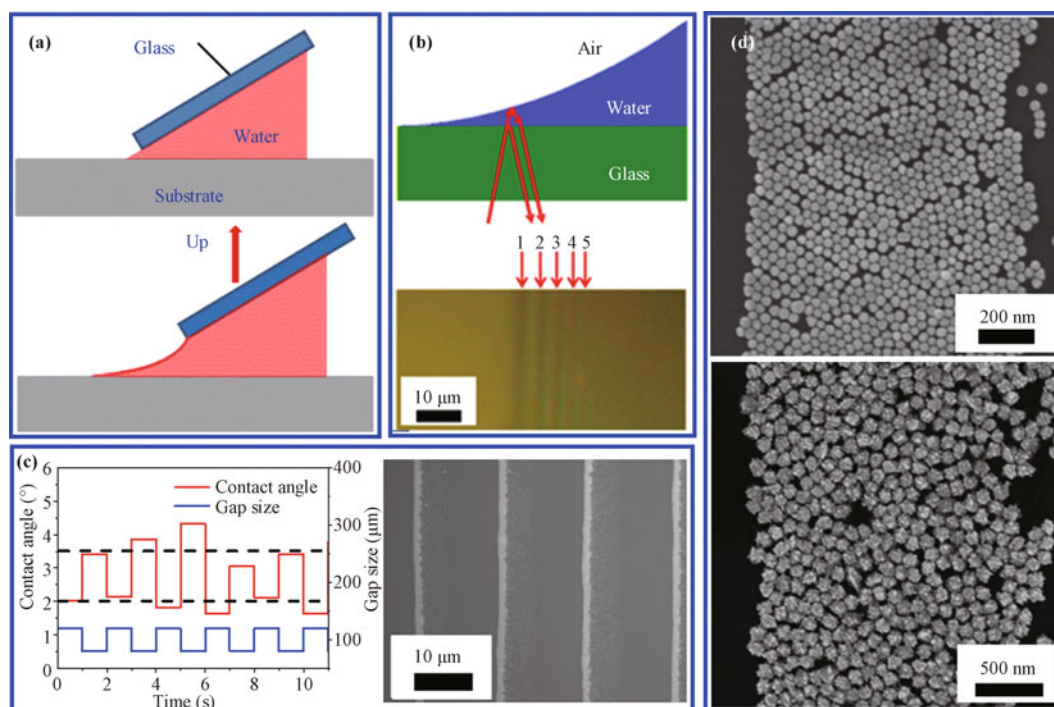 (a)
Glass
Water
Substrate
Up
(b)
Air
Water
Glass
1 2 3 4 5
10 μm
(c)
6
5
4
3
2
1
0
Contact angle (°)
Contact angle
Gap size
400
300
200
100
Gap size (μm)
0 2 4 6 8 10
Time (s)
10 μm
(d)
200 nm
500 nm